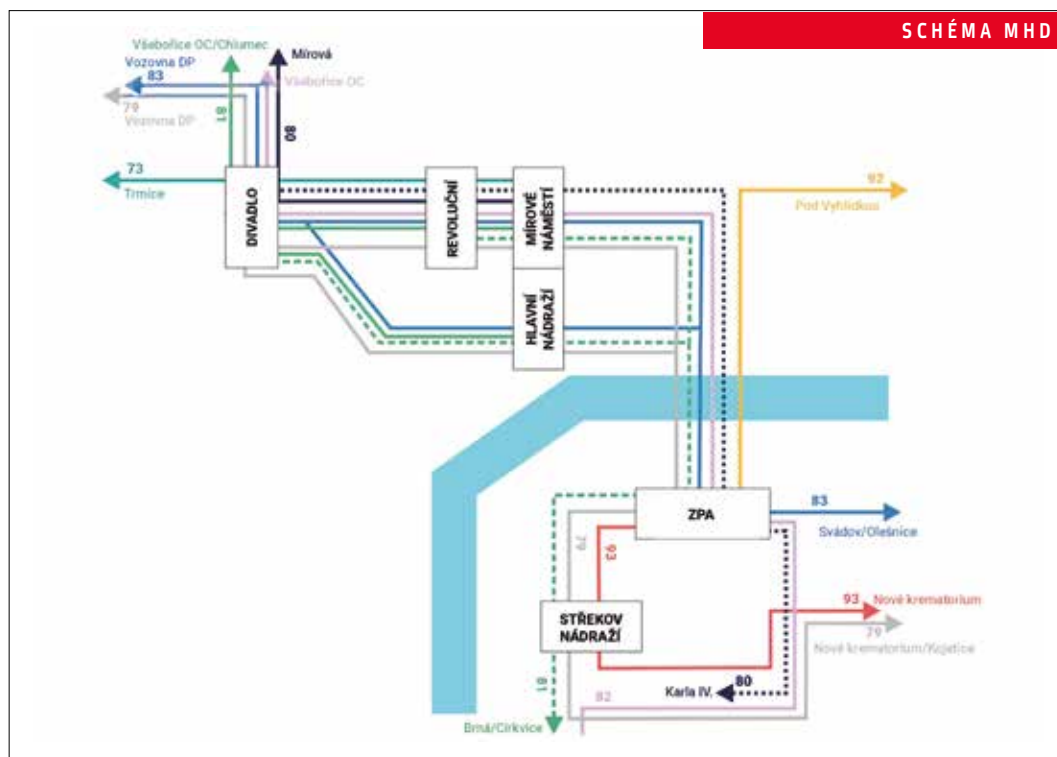 SCHÉMA MHD
Všebořice OC/Chlumec
Mírová
Vozovna DP
83
Všebořice OC
79
Vozovna DP
81
80
73
Trmice
DIVADLO
REVOLUČNÍ
MÍROVÉ
NÁMĚSTÍ
HLAVNÍ
NÁDRAŽÍ
92
Pod Vyhlídkou
ZPA
83
Svádov/Olešnice
79
93
STŘEKOV
NÁDRAŽÍ
93 Nové krematorium
79
Nové krematorium/Kojetice
81
82
Karla IV.
80
Brná/Církvice